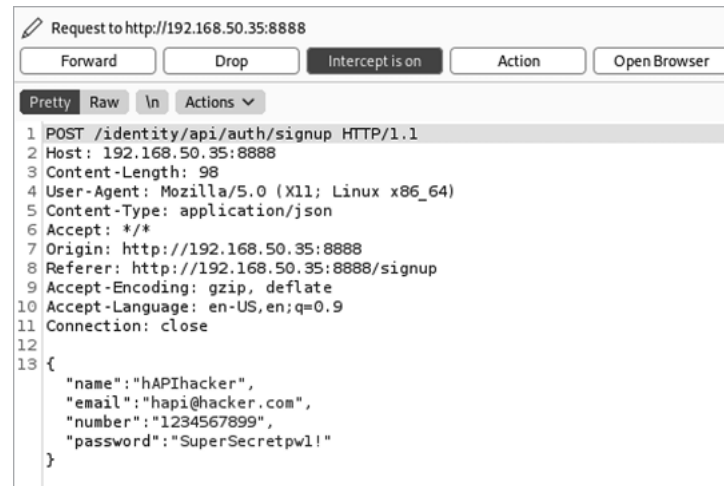 Request to http://192.168.50.35:8888
Forward Drop Intercept is on Action Open Browser
Pretty Raw \n Actions
1 POST /identity/api/auth/signup HTTP/1.1
2 Host: 192.168.50.35:8888
3 Content-Length: 98
4 User-Agent: Mozilla/5.0 (X11; Linux x86_64)
5 Content-Type: application/json
6 Accept: */*
7 Origin: http://192.168.50.35:8888
8 Referer: http://192.168.50.35:8888/signup
9 Accept-Encoding: gzip, deflate
10 Accept-Language: en-US,en;q=0.9
11 Connection: close
12
13 {
"name":"hAPIhacker",
"email":"hapi@hacker.com",
"number":"1234567899",
"password":"SuperSecretpw1!"
}